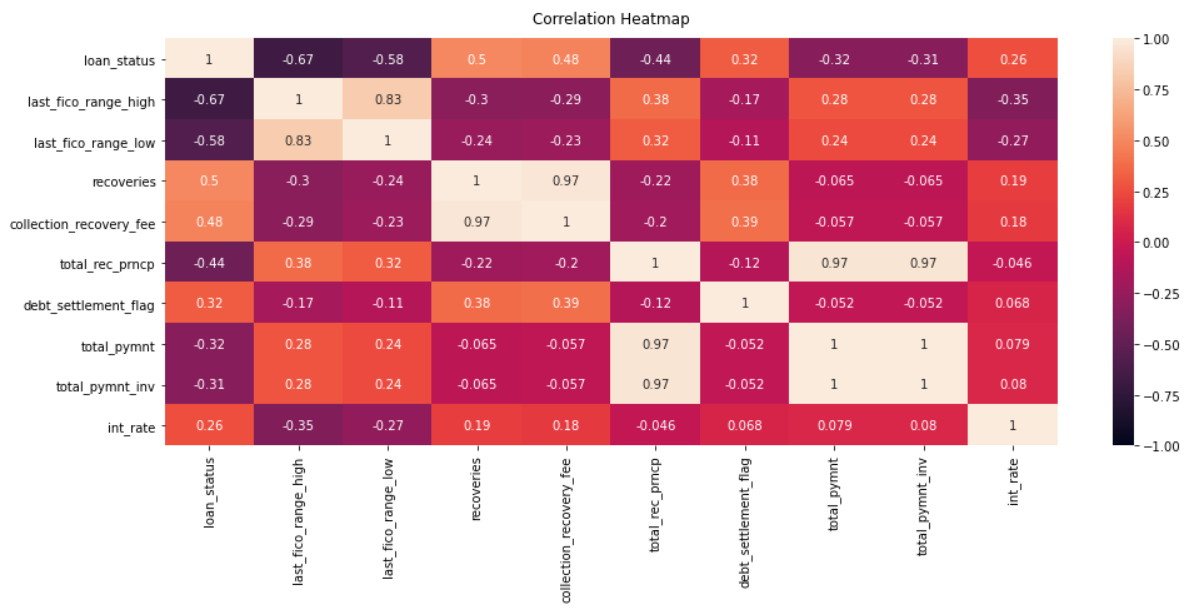 Correlation Heatmap
loan_status 1 -0.67 -0.58 0.5 0.48 -0.44 0.32 -0.32 -0.31 0.26
last_fico_range_high -0.67 1 0.83 -0.3 -0.29 0.38 -0.17 0.28 0.28 -0.35
last_fico_range_low -0.58 0.83 1 -0.24 -0.23 0.32 -0.11 0.24 0.24 -0.27
recoveries 0.5 -0.3 -0.24 1 0.97 -0.22 0.38 -0.065 -0.065 0.19
collection_recovery_fee 0.48 -0.29 -0.23 0.97 1 -0.2 0.39 -0.057 -0.057 0.18
total_rec_prncp -0.44 0.38 0.32 -0.22 -0.2 1 -0.12 0.97 0.97 -0.046
debt_settlement_flag 0.32 -0.17 -0.11 0.38 0.39 -0.12 1 -0.052 -0.052 0.068
total_pymnt -0.32 0.28 0.24 -0.065 -0.057 0.97 -0.052 1 1 0.079
total_pymnt_inv -0.31 0.28 0.24 -0.065 -0.057 0.97 -0.052 1 1 0.08
int_rate 0.26 -0.35 -0.27 0.19 0.18 -0.046 0.068 0.079 0.08 1
loan_status
last_fico_range_high
last_fico_range_low
recoveries
collection_recovery_fee
total_rec_prncp
debt_settlement_flag
total_pymnt
total_pymnt_inv
int_rate
1.00
0.75
0.50
0.25
0.00
−0.25
−0.50
−0.75
−1.00